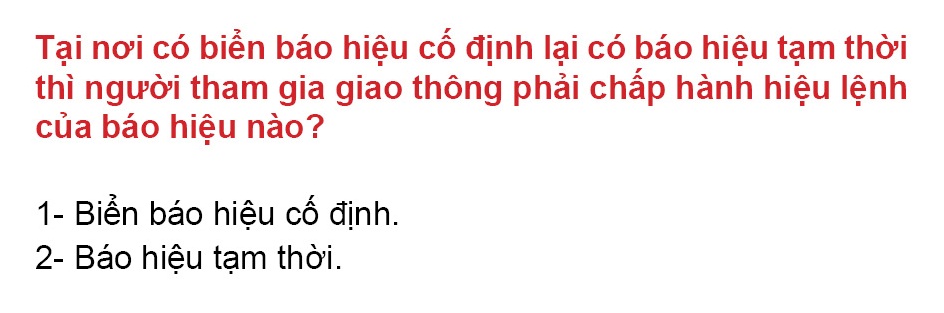 Tại nơi có biển báo hiệu cố định lại có báo hiệu tạm thời
thì người tham gia giao thông phải chấp hành hiệu lệnh
của báo hiệu nào?
1- Biển báo hiệu cố định.
2- Báo hiệu tạm thời.